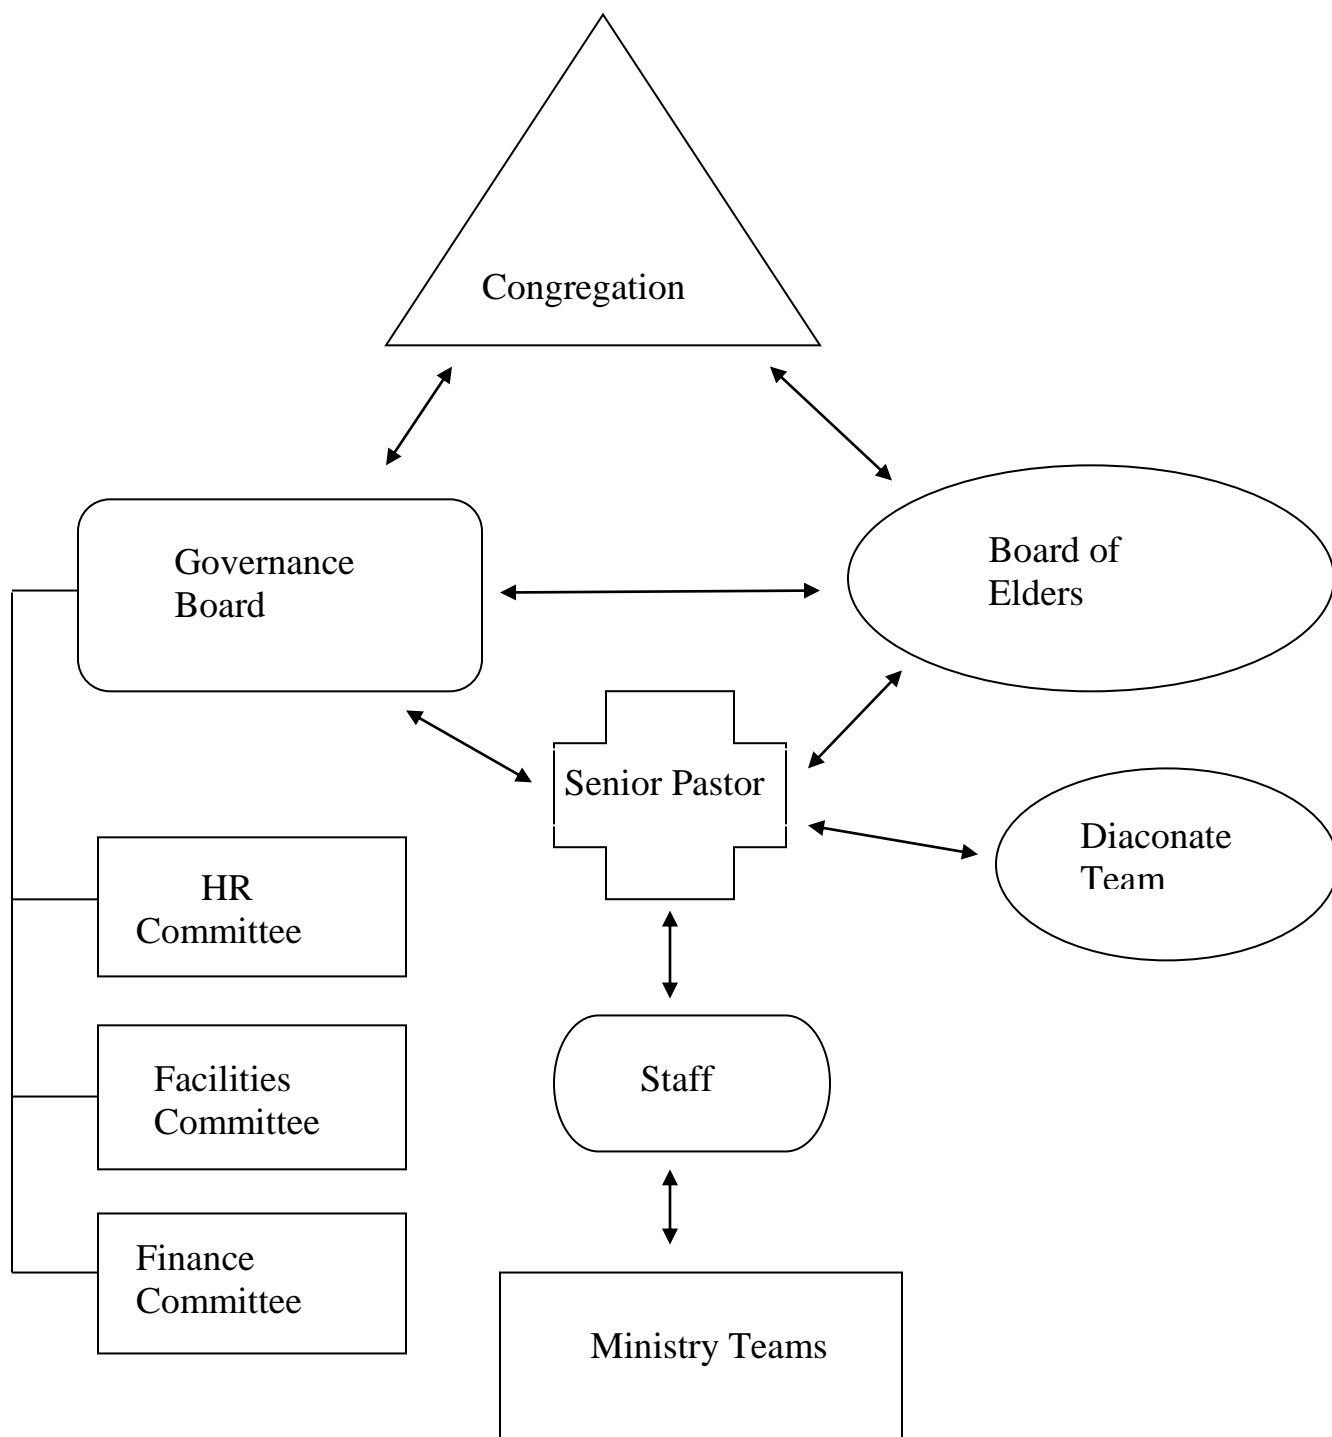 Congregation
Governance
Board
Board of
Elders
Senior Pastor
Diaconate
Team
HR
Committee
Facilities
Committee
Staff
Finance
Committee
Ministry Teams